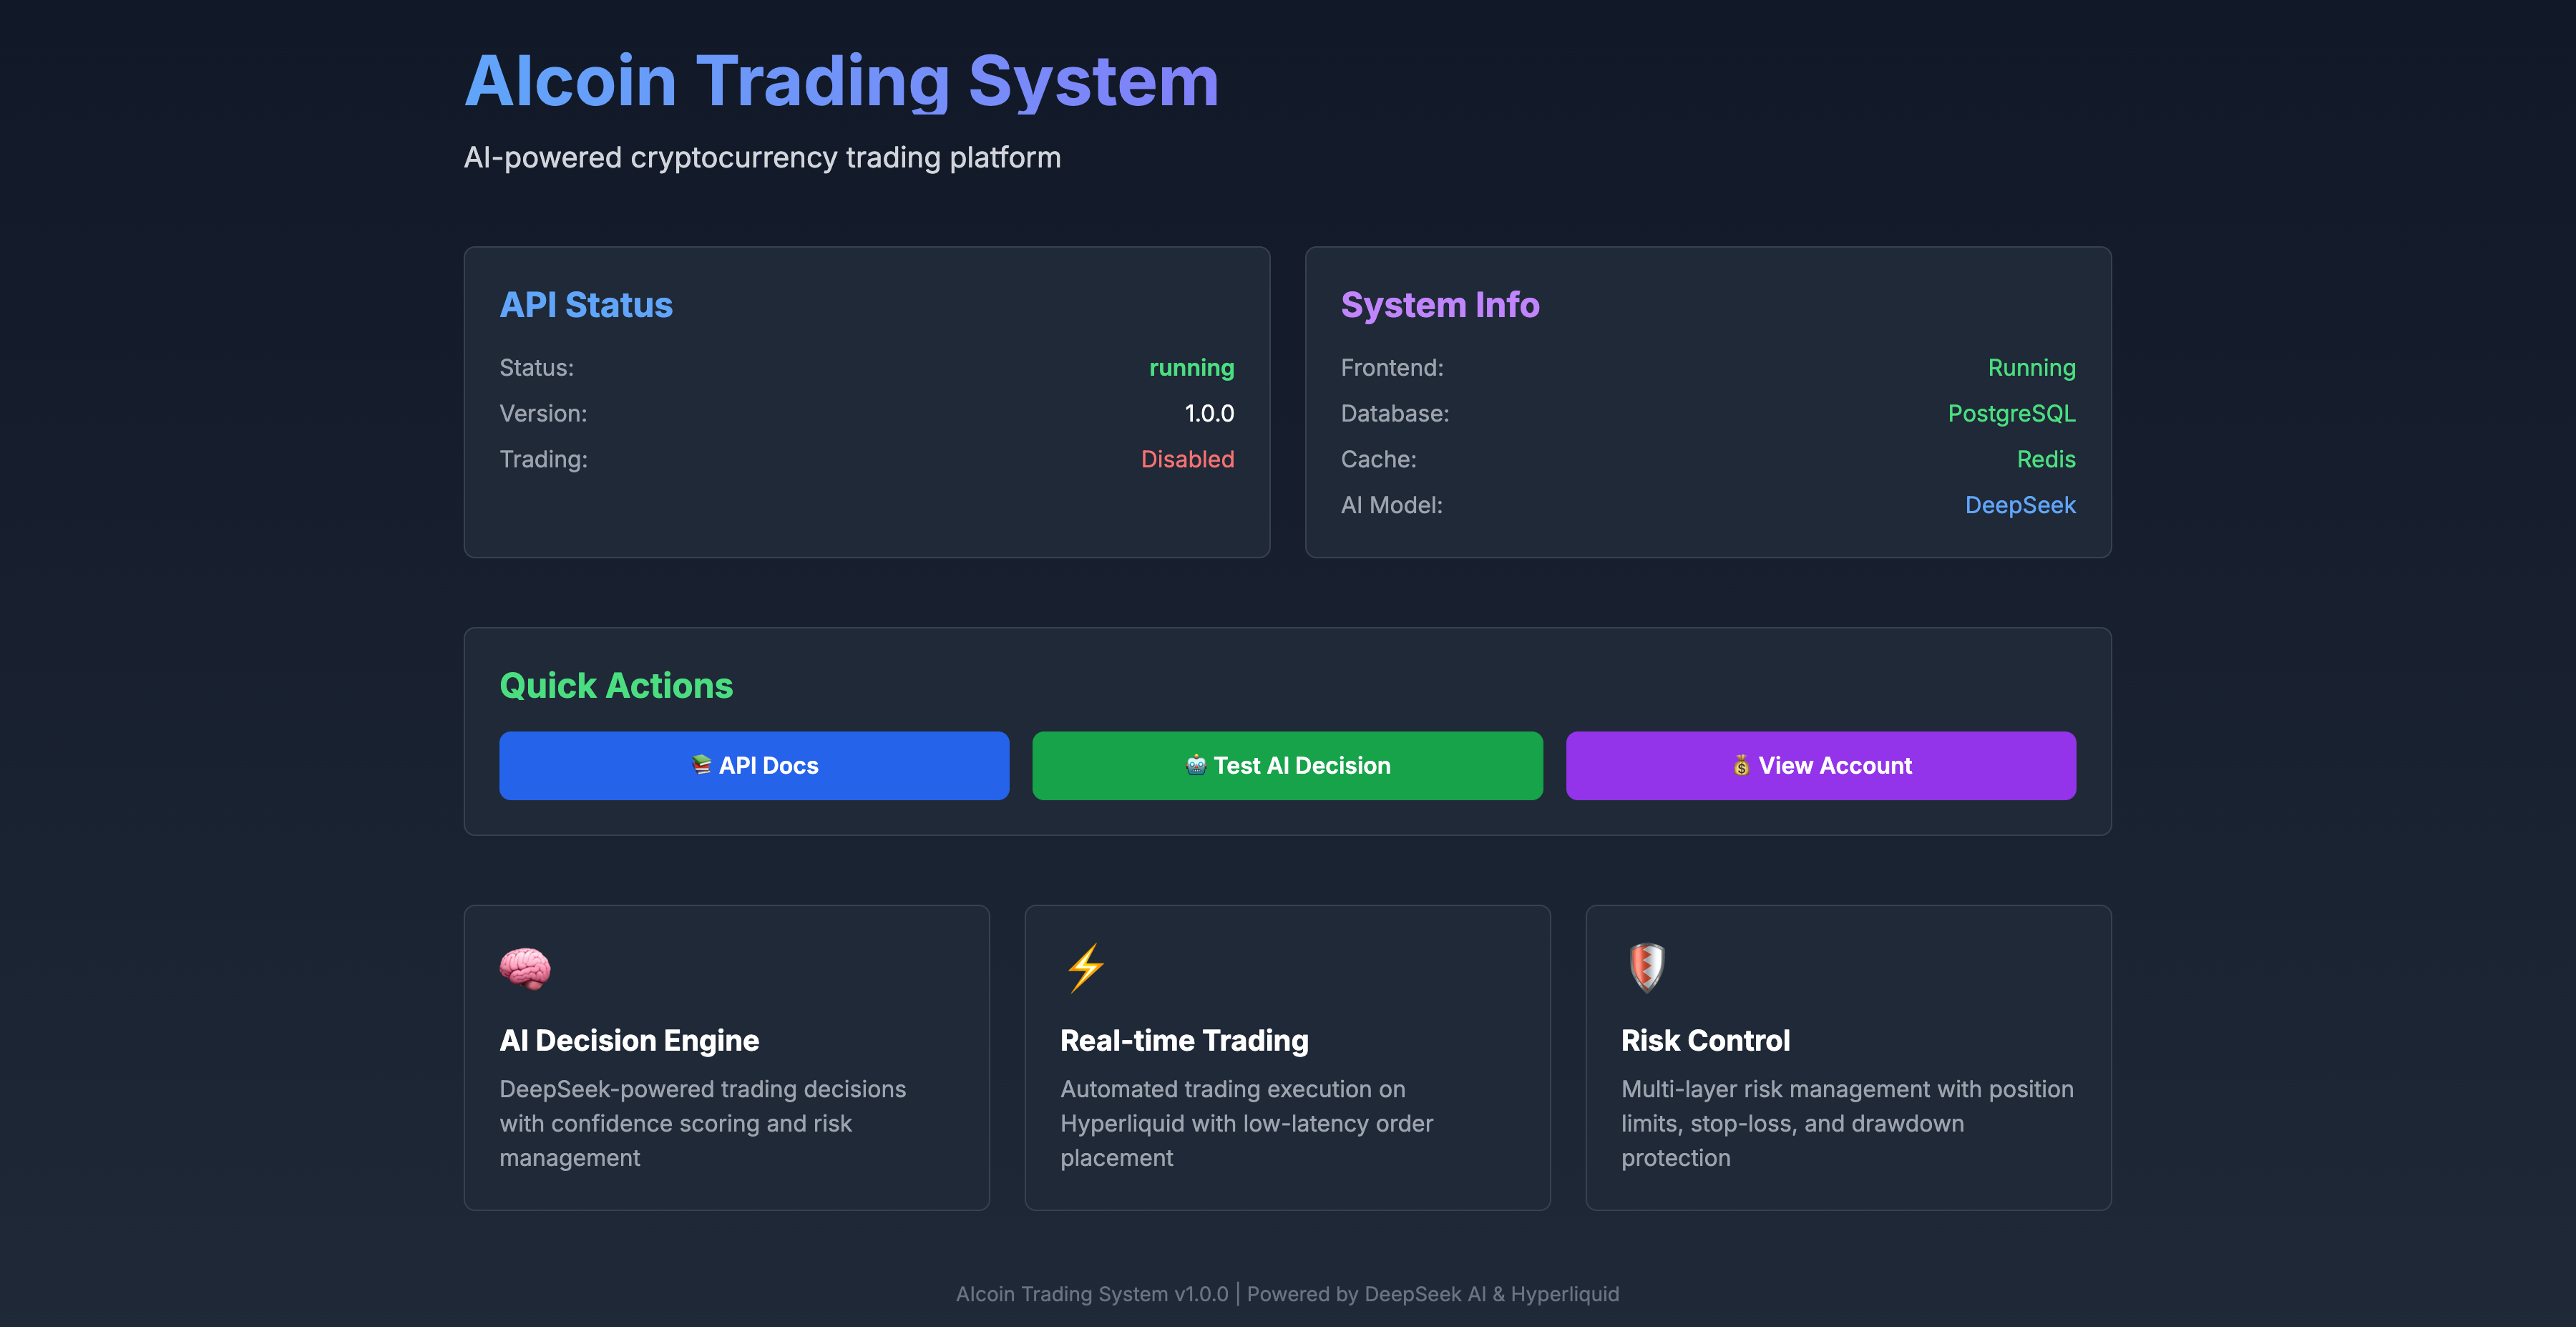 AIcoin Trading System
AI-powered cryptocurrency trading platform
API Status
Status: running
Version: 1.0.0
Trading: Disabled
System Info
Frontend: Running
Database: PostgreSQL
Cache: Redis
AI Model: DeepSeek
Quick Actions
📚 API Docs
🤖 Test AI Decision
💰 View Account
AI Decision Engine
DeepSeek-powered trading decisions
with confidence scoring and risk
management
Real-time Trading
Automated trading execution on
Hyperliquid with low-latency order
placement
Risk Control
Multi-layer risk management with position
limits, stop-loss, and drawdown
protection
AIcoin Trading System v1.0.0 | Powered by DeepSeek AI & Hyperliquid